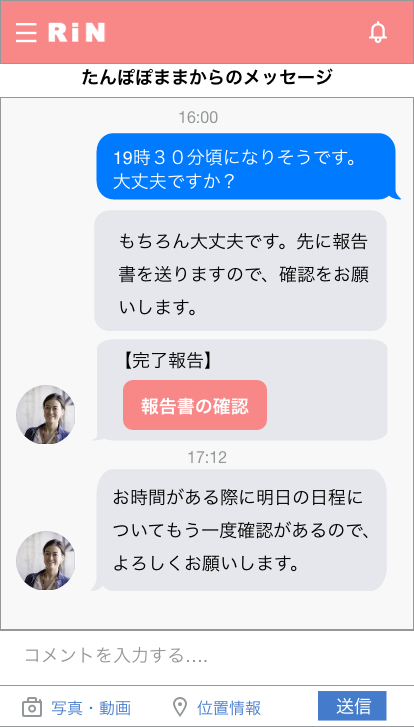 RiN
たんぽぽままからのメッセージ
16:00
19時３０分頃になりそうです。
大丈夫ですか？
もちろん大丈夫です。先に報告
書を送りますので、確認をお願
いします。
【完了報告】
報告書の確認
17:12
お時間がある際に明日の日程に
ついてもう一度確認があるので、
よろしくお願いします。
コメントを入力する....
写真・動画
位置情報
送信